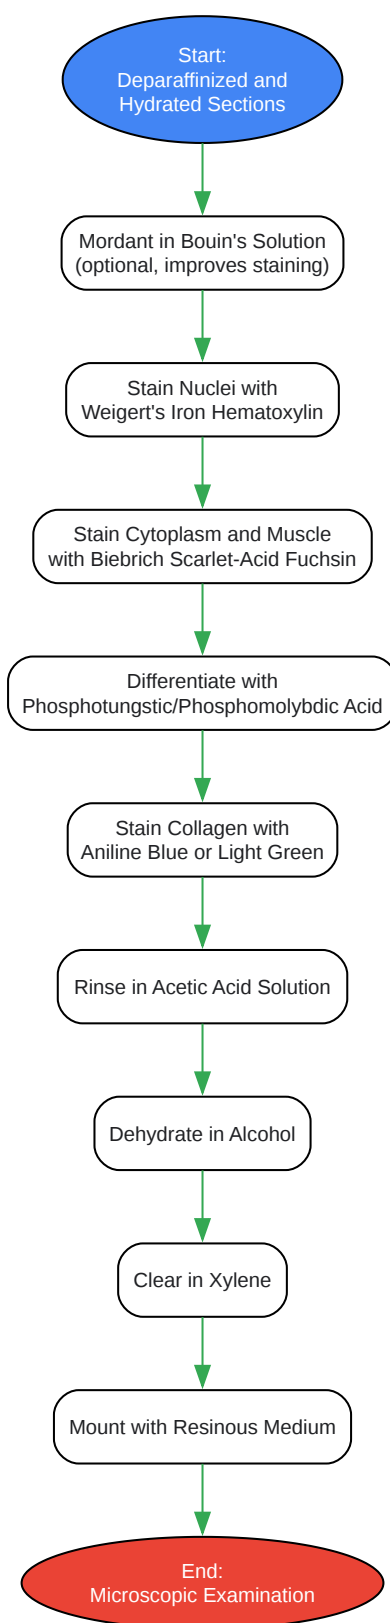 Start:
Deparaffinized and
Hydrated Sections
Mordant in Bouin's Solution
(optional, improves staining)
Stain Nuclei with
Weigert's Iron Hematoxylin
Stain Cytoplasm and Muscle
with Biebrich Scarlet-Acid Fuchsin
Differentiate with
Phosphotungstic/Phosphomolybdic Acid
Stain Collagen with
Aniline Blue or Light Green
Rinse in Acetic Acid Solution
Dehydrate in Alcohol
Clear in Xylene
Mount with Resinous Medium
End:
Microscopic Examination